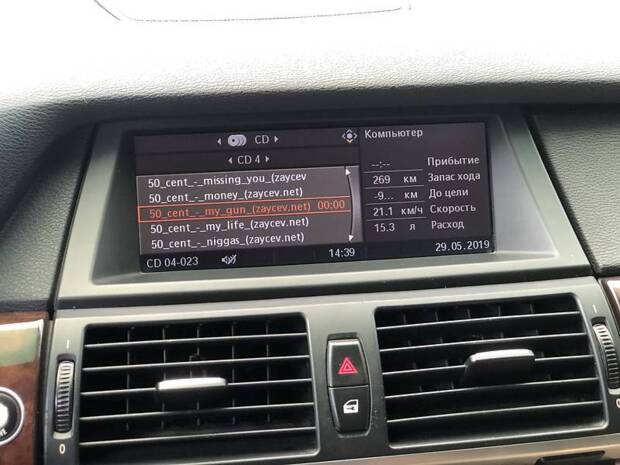 CD
CD 4
50_cent_-_missing_you_(zaycev
50_cent_-_money_(zaycev.net)
50_cent_-_my_gun_(zaycev.net) 00:00
50_cent_-_my_life_(zaycev.net)
50_cent_-_niggas_(zaycev.net)
CD 04-023
14:39
Компьютер
--:-- Прибытие
269 км Запас хода
-9... км До цели
21.1 км/ч Скорость
15.3 л Расход
29.05.2019
0
0